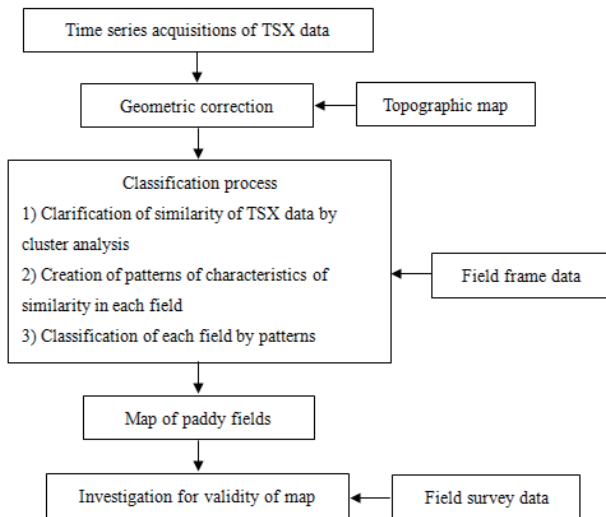 Time series acquisitions of TSX data
Geometric correction
Topographic map
Classification process
1) Clarification of similarity of TSX data by
cluster analysis
2) Creation of patterns of characteristics of
similarity in each field
3) Classification of each field by patterns
Field frame data
Map of paddy fields
Investigation for validity of map
Field survey data